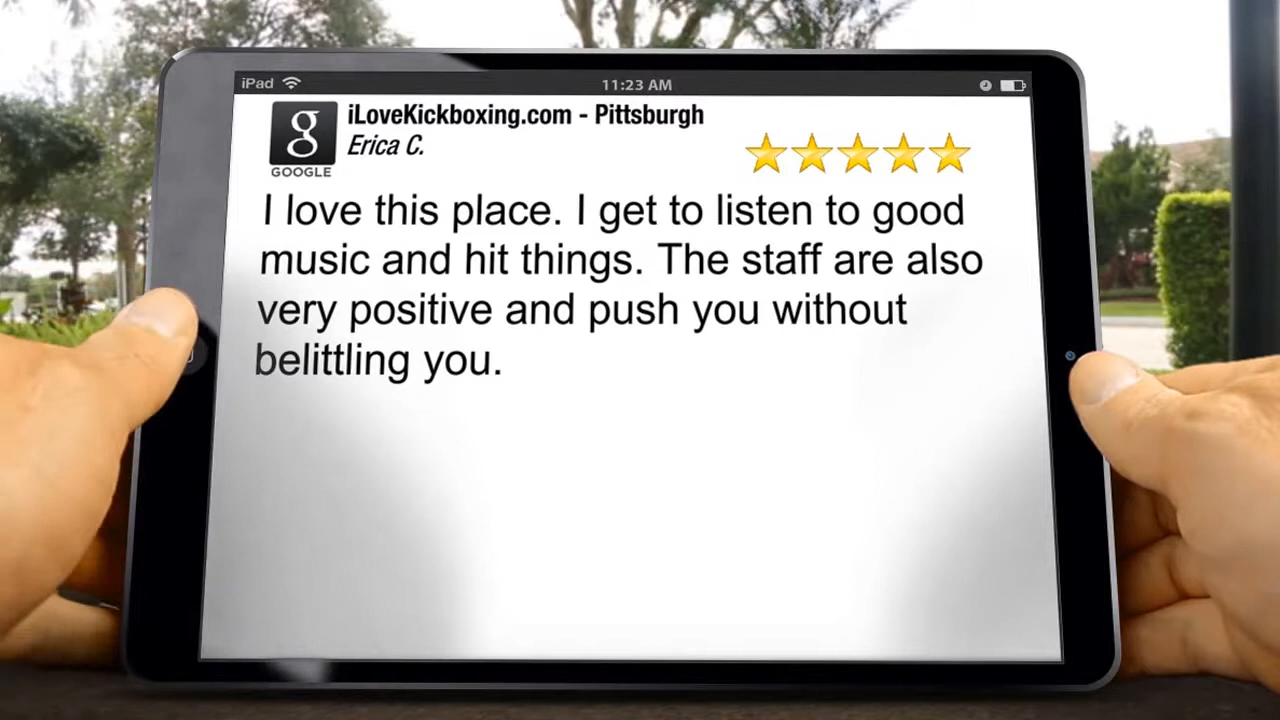 iPad 11:23 AM
g iLoveKickboxing.com - Pittsburgh
GOOGLE Erica C.
I love this place. I get to listen to good
music and hit things. The staff are also
very positive and push you without
belittling you.